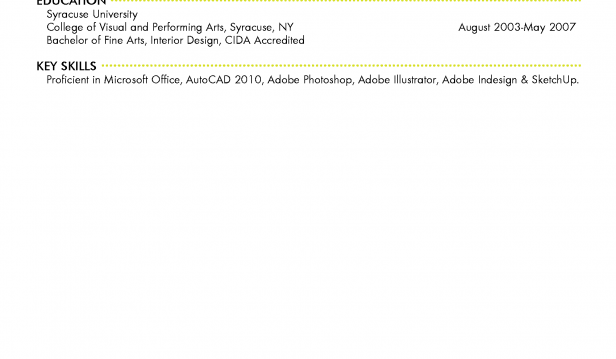 EDUCATION
Syracuse University
College of Visual and Performing Arts, Syracuse, NY August 2003-May 2007
Bachelor of Fine Arts, Interior Design, CIDA Accredited
KEY SKILLS
Proficient in Microsoft Office, AutoCAD 2010, Adobe Photoshop, Adobe Illustrator, Adobe Indesign & SketchUp.